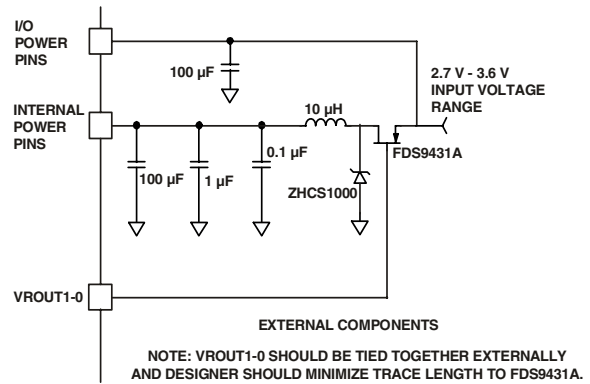 I/O
POWER
PINS
100 µF
2.7 V - 3.6 V
INPUT VOLTAGE
RANGE
INTERNAL
POWER
PINS
10 µH
0.1 µF
FDS9431A
100 µF
1 µF
ZHCS1000
VROUT1-0
EXTERNAL COMPONENTS
NOTE: VROUT1-0 SHOULD BE TIED TOGETHER EXTERNALLY
AND DESIGNER SHOULD MINIMIZE TRACE LENGTH TO FDS9431A.